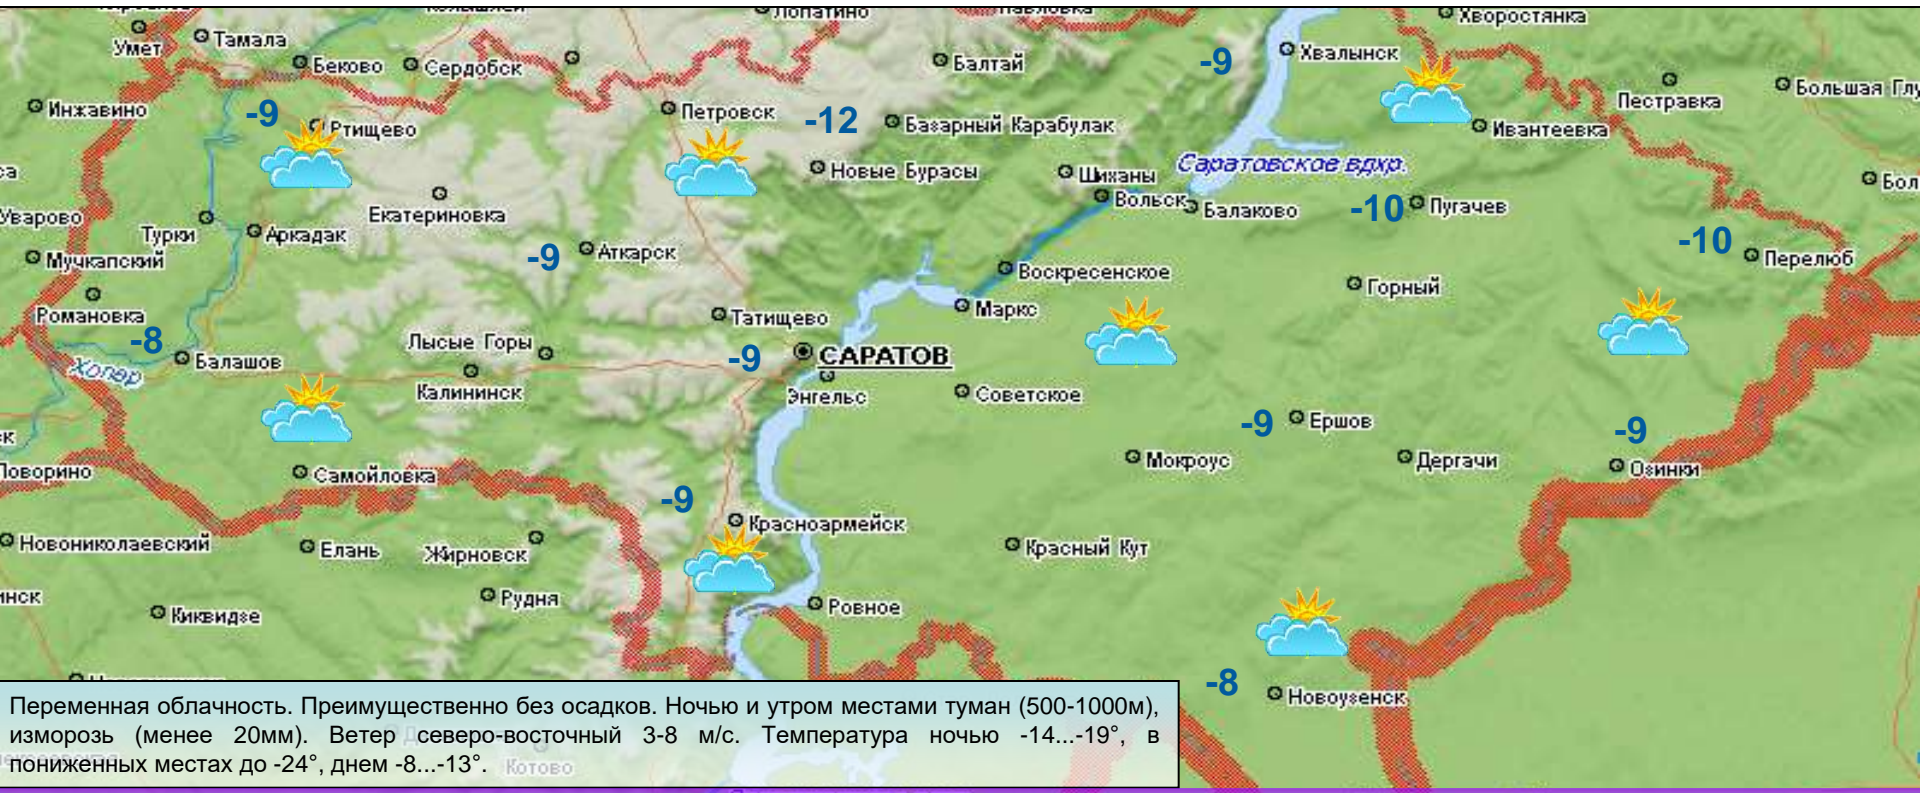 Лопатино
Хворостянка
Умет
Тамала
Беково
Сердобск
Балтай
-9
Хвалынск
Пестравка
Большая Глу
Инжавино
-9
Ртищево
Петровск
-12
Базарный Карабулак
Ивантеевка
Новые Бурасы
Шиханы
Саратовское вдхр.
Вольск
Балаково
-10
Пугачев
Бол
Уварово
Екатериновка
Турки
Аркадак
-9
Аткарск
-10
Перелюб
Мучкапский
Воскресенское
Горный
Романовка
Татищево
Маркс
-8
Балашов
Лысые Горы
-9
САРАТОВ
Хопер
Калининск
Энгельс
Советское
-9
Ершов
-9
Поворино
Самойловка
Мокроус
Дергачи
Озинки
-9
Красноармейск
Новониколаевский
Елань
Жирновск
Красный Кут
инск
Киквидзе
Рудня
Ровное
-8
Новоузенск
Переменная облачность. Преимущественно без осадков. Ночью и утром местами туман (500-1000м),
изморозь (менее 20мм). Ветер северо-восточный 3-8 м/с. Температура ночью -14...-19°, в
пониженных местах до -24°, днем -8...-13°.
Котово